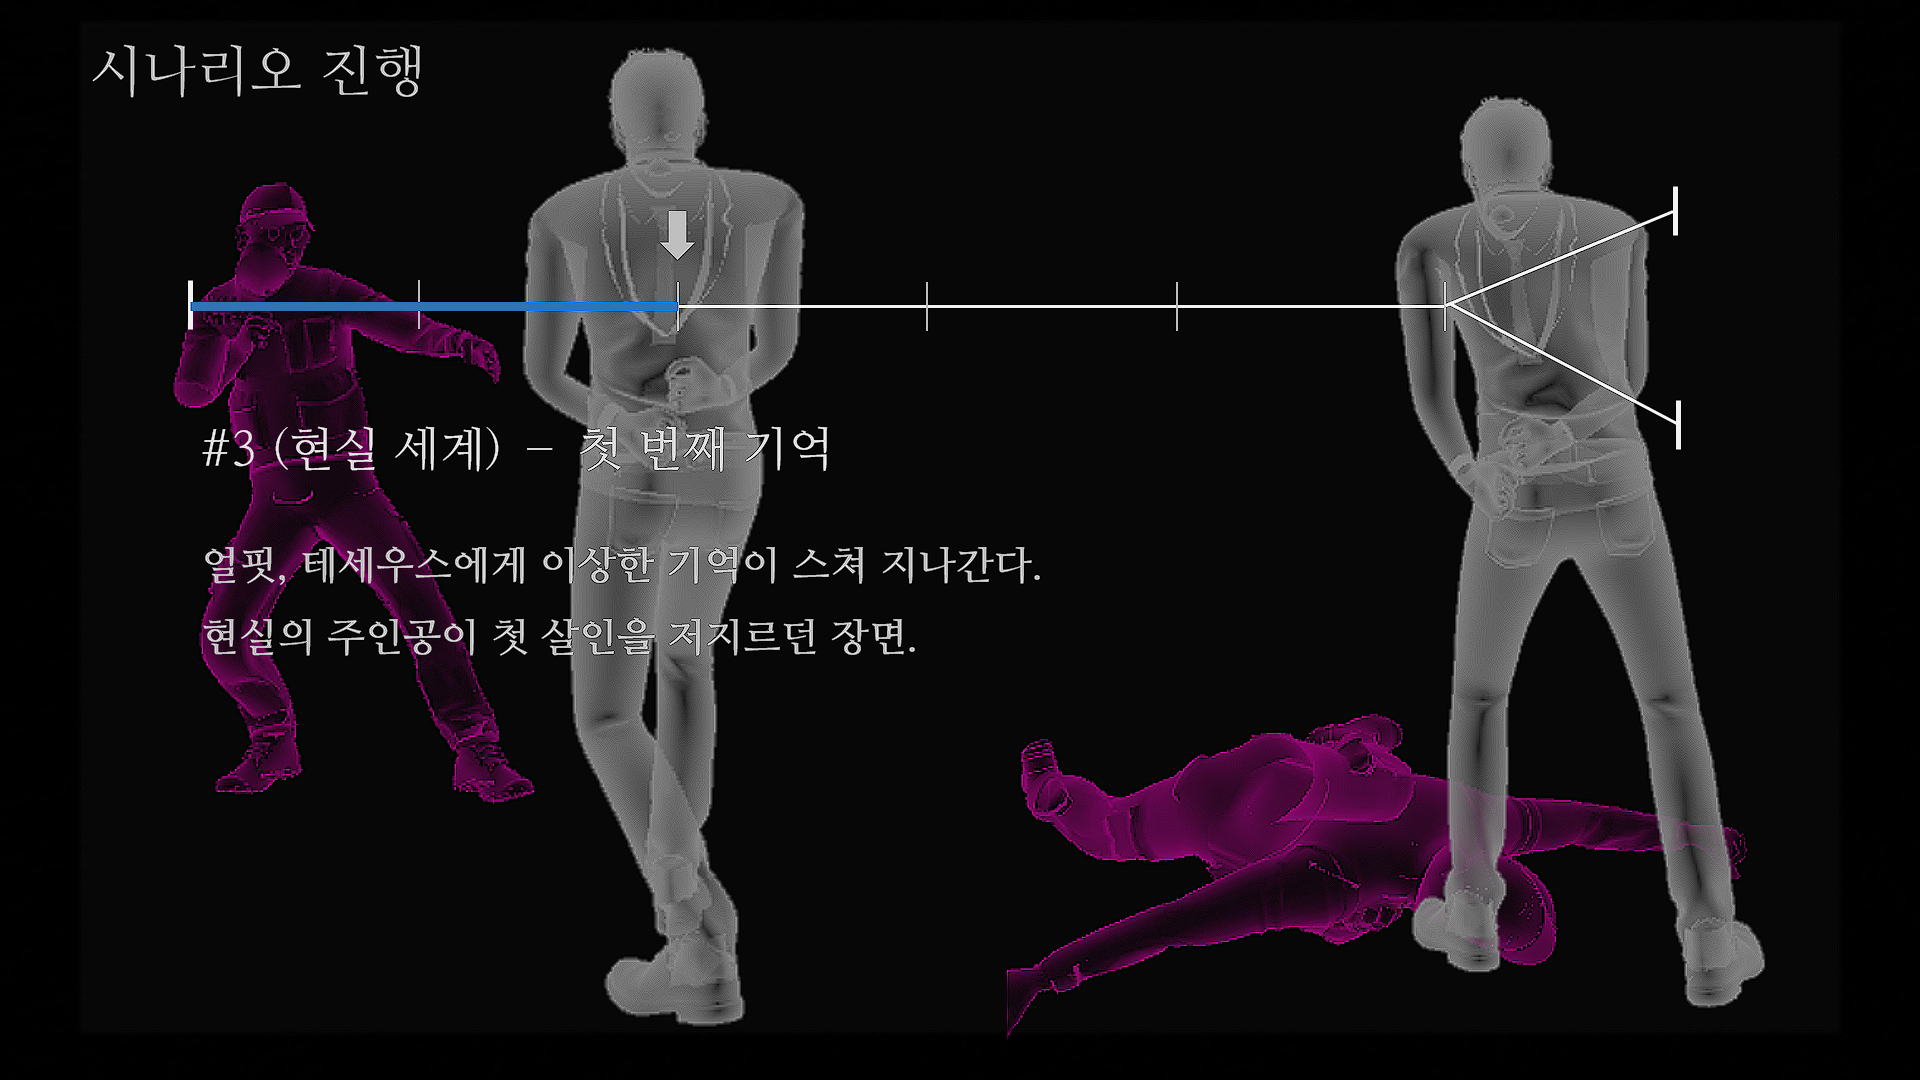 시나리오 진행
#3 (현실 세계) – 첫 번째 기억
얼핏, 테세우스에게 이상한 기억이 스쳐 지나간다.
현실의 주인공이 첫 살인을 저지르던 장면.